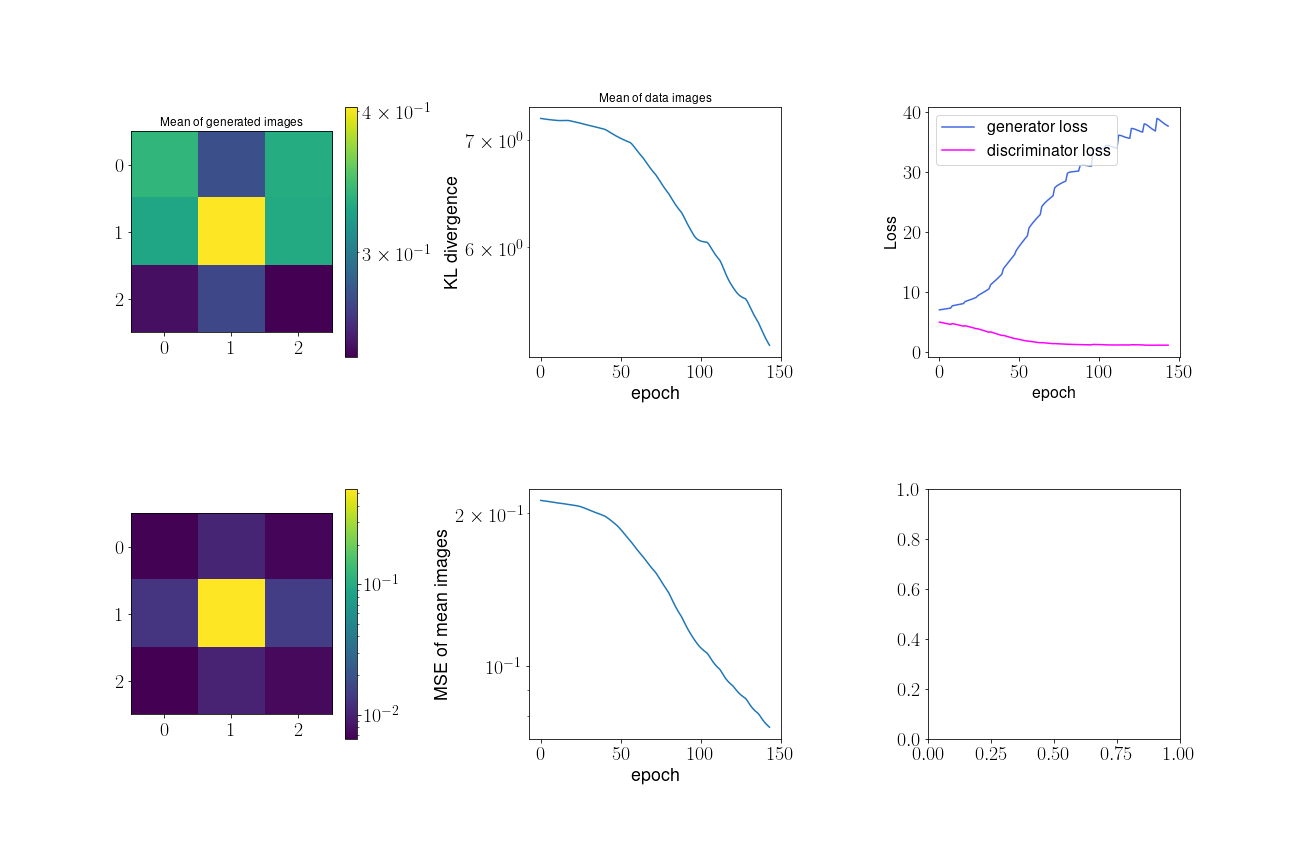 Mean of generated images
0
1
2
0 1 2
4 × 10⁻¹
3 × 10⁻¹
Mean of data images
KL divergence
7 × 10⁰
6 × 10⁰
0 50 100 150
epoch
generator loss
discriminator loss
Loss
40
30
20
10
0
0 50 100 150
epoch
0
1
2
0 1 2
10⁻¹
10⁻²
MSE of mean images
2 × 10⁻¹
10⁻¹
0 50 100 150
epoch
1.0
0.8
0.6
0.4
0.2
0.0
0.00 0.25 0.50 0.75 1.00